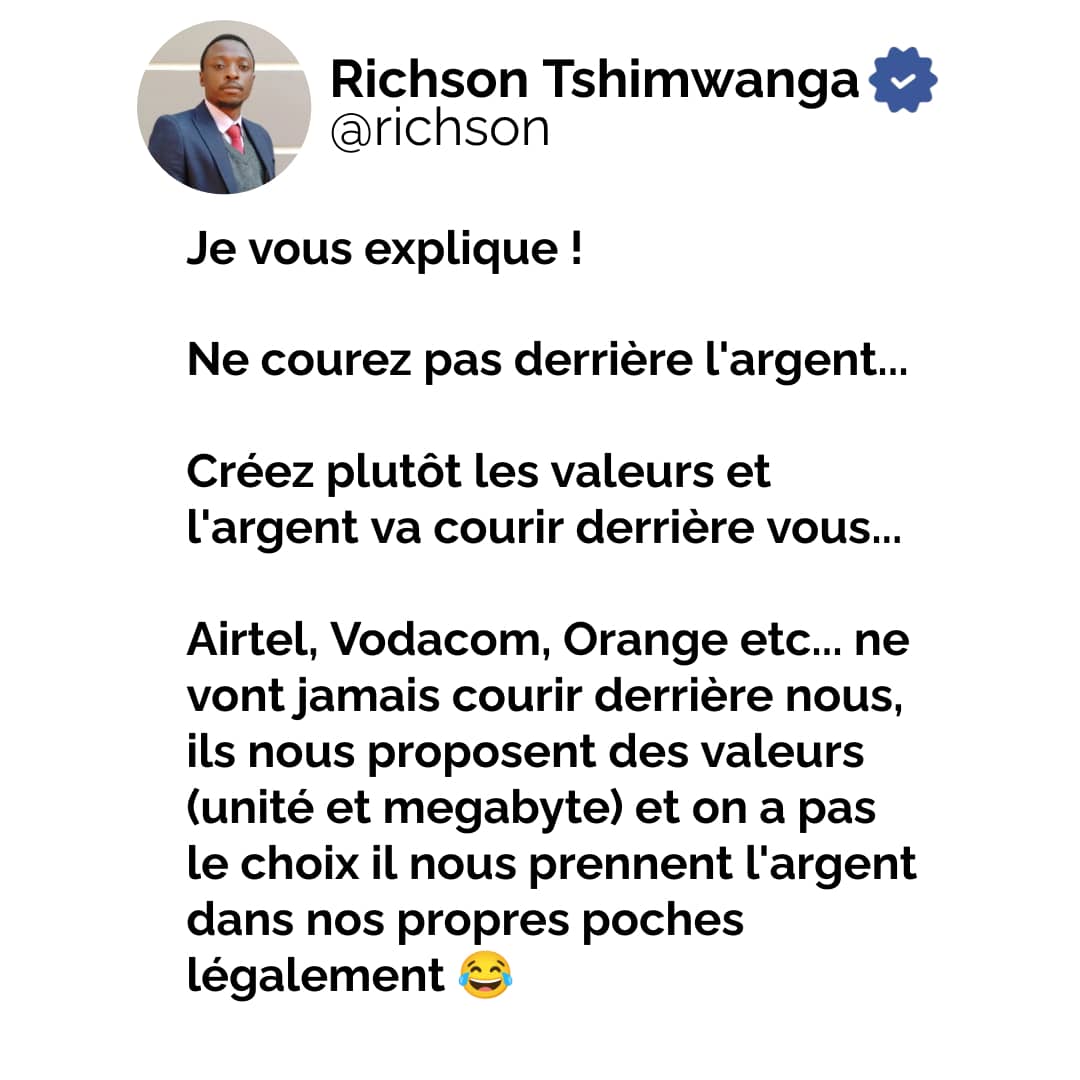 Richson Tshimwanga
@richson
Je vous explique !
Ne courez pas derrière l'argent...
Créez plutôt les valeurs et
l'argent va courir derrière vous...
Airtel, Vodacom, Orange etc... ne
vont jamais courir derrière nous,
ils nous proposent des valeurs
(unité et megabyte) et on a pas
le choix il nous prennent l'argent
dans nos propres poches
légalement 😂